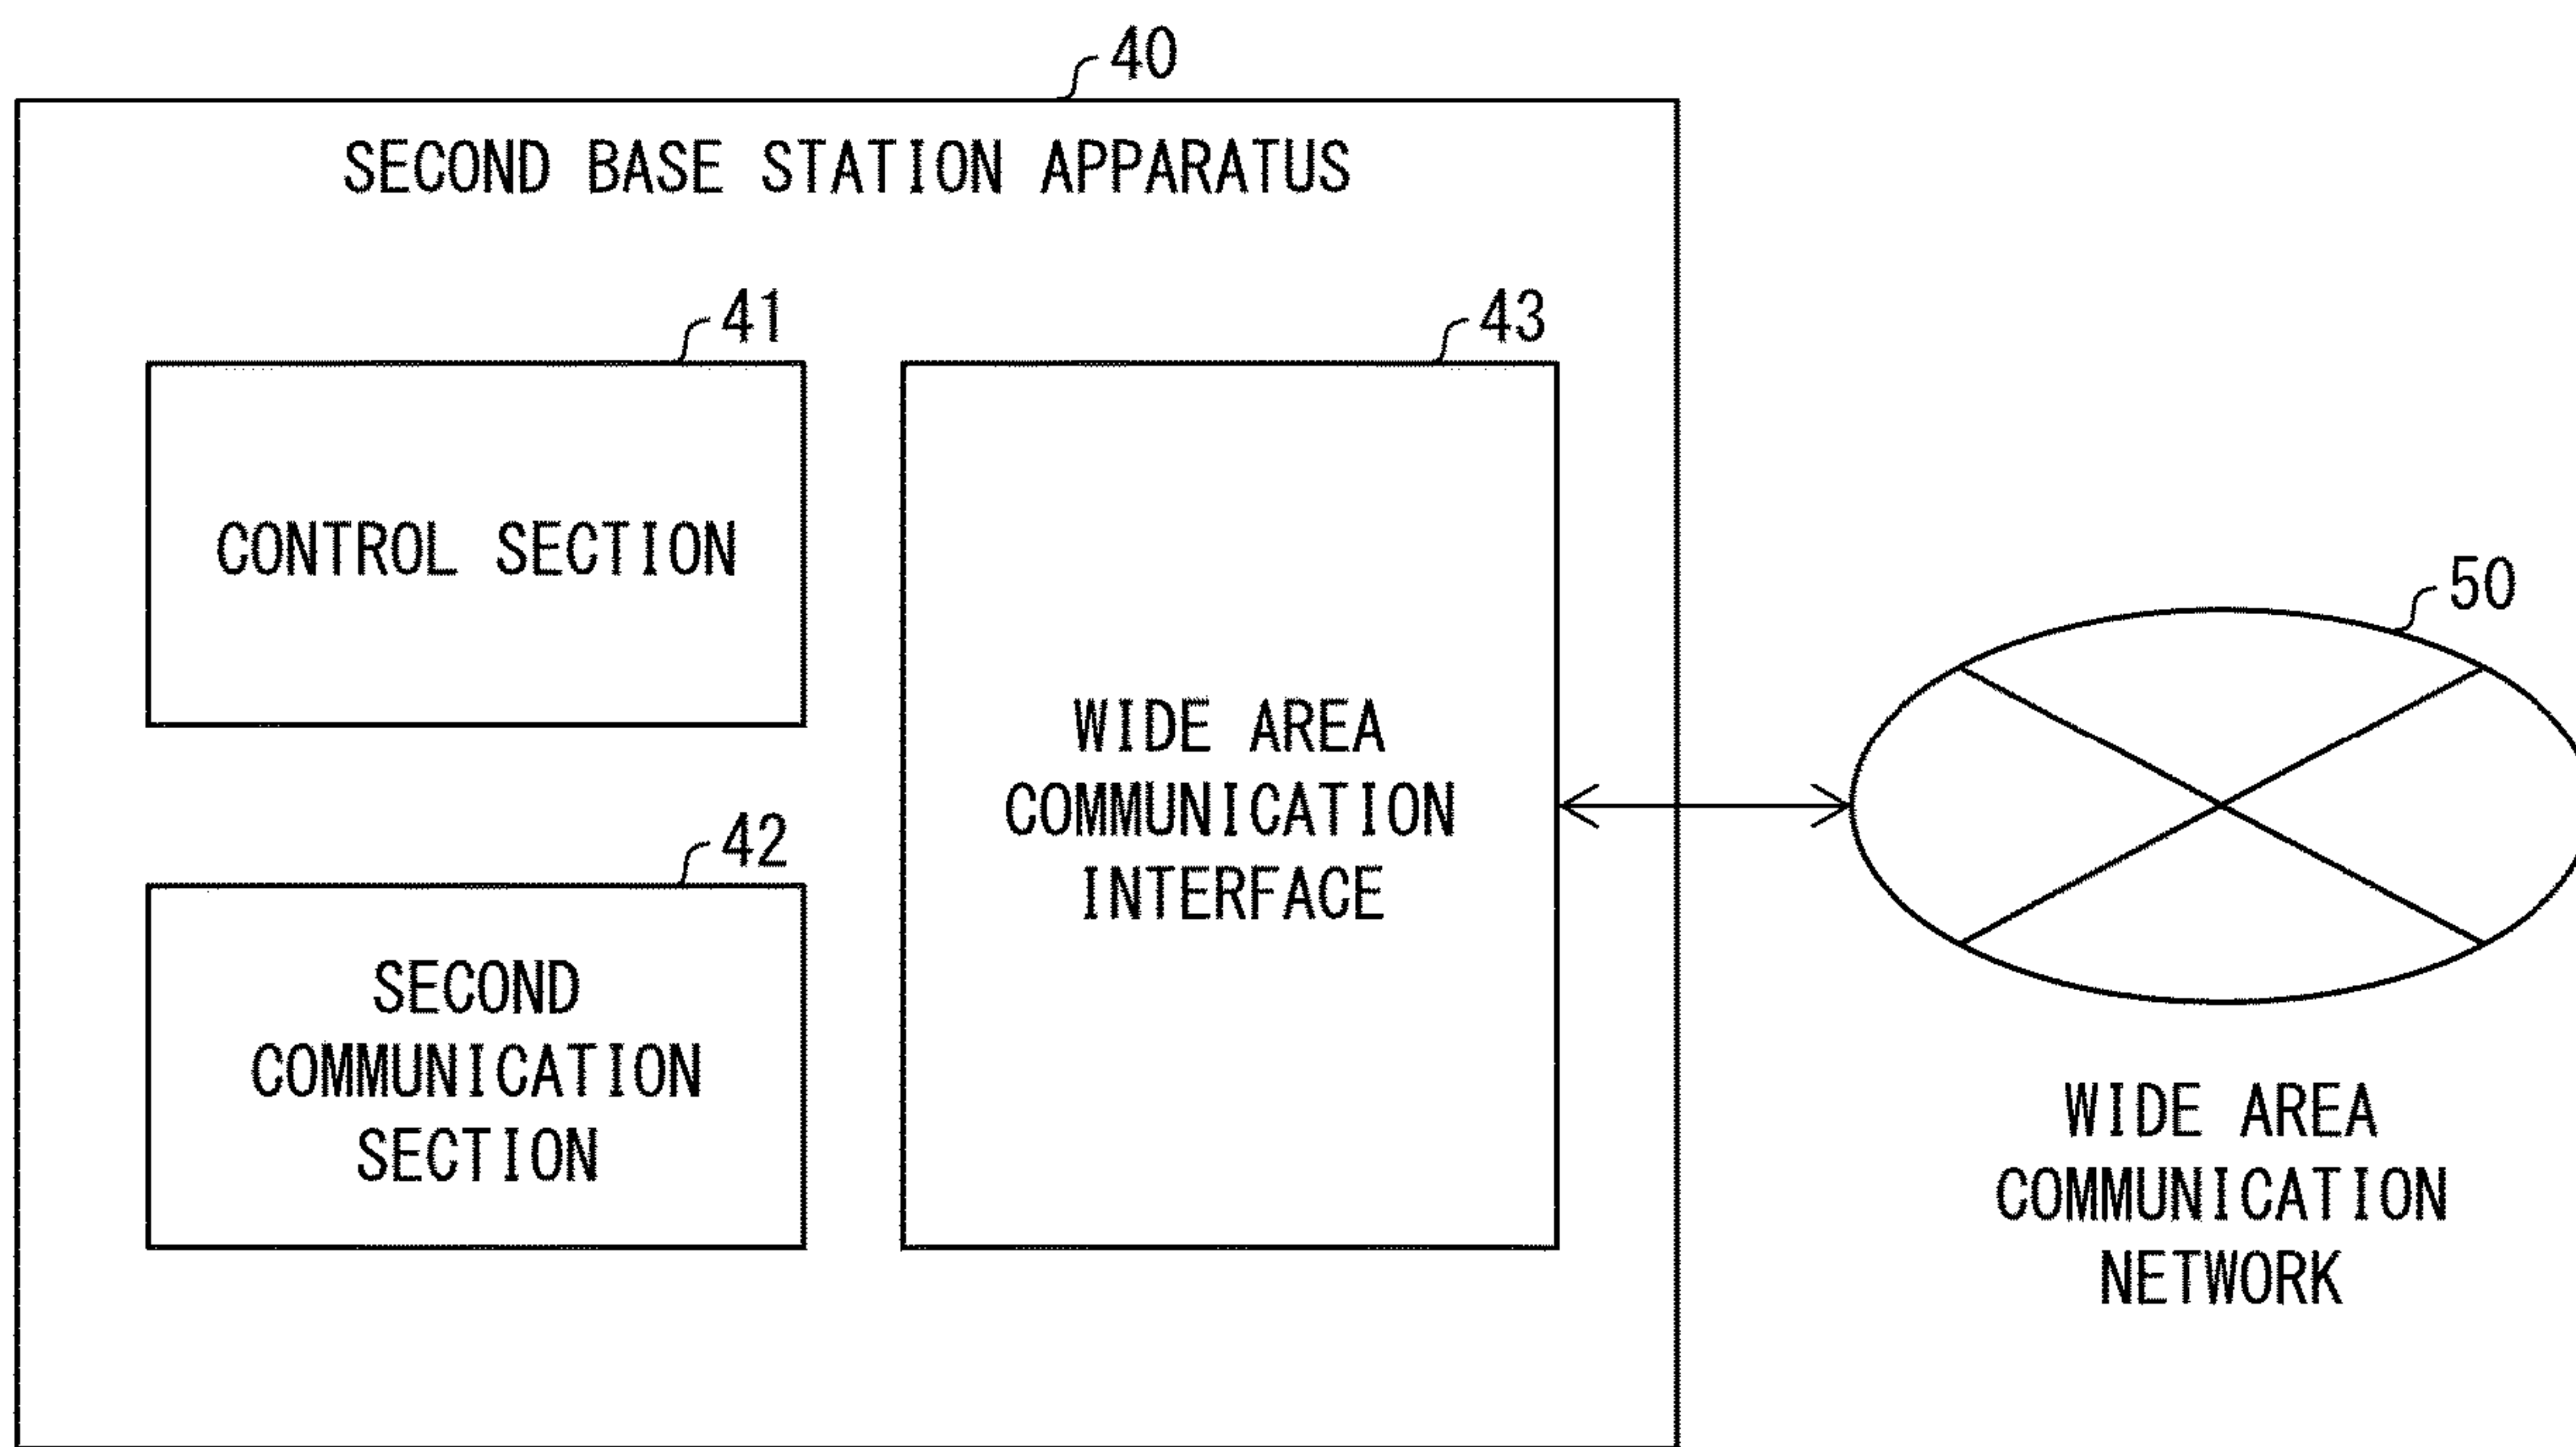 40
SECOND BASE STATION APPARATUS
41
43
CONTROL SECTION
50
WIDE AREA
COMMUNICATION
INTERFACE
42
SECOND
COMMUNICATION
SECTION
WIDE AREA
COMMUNICATION
NETWORK